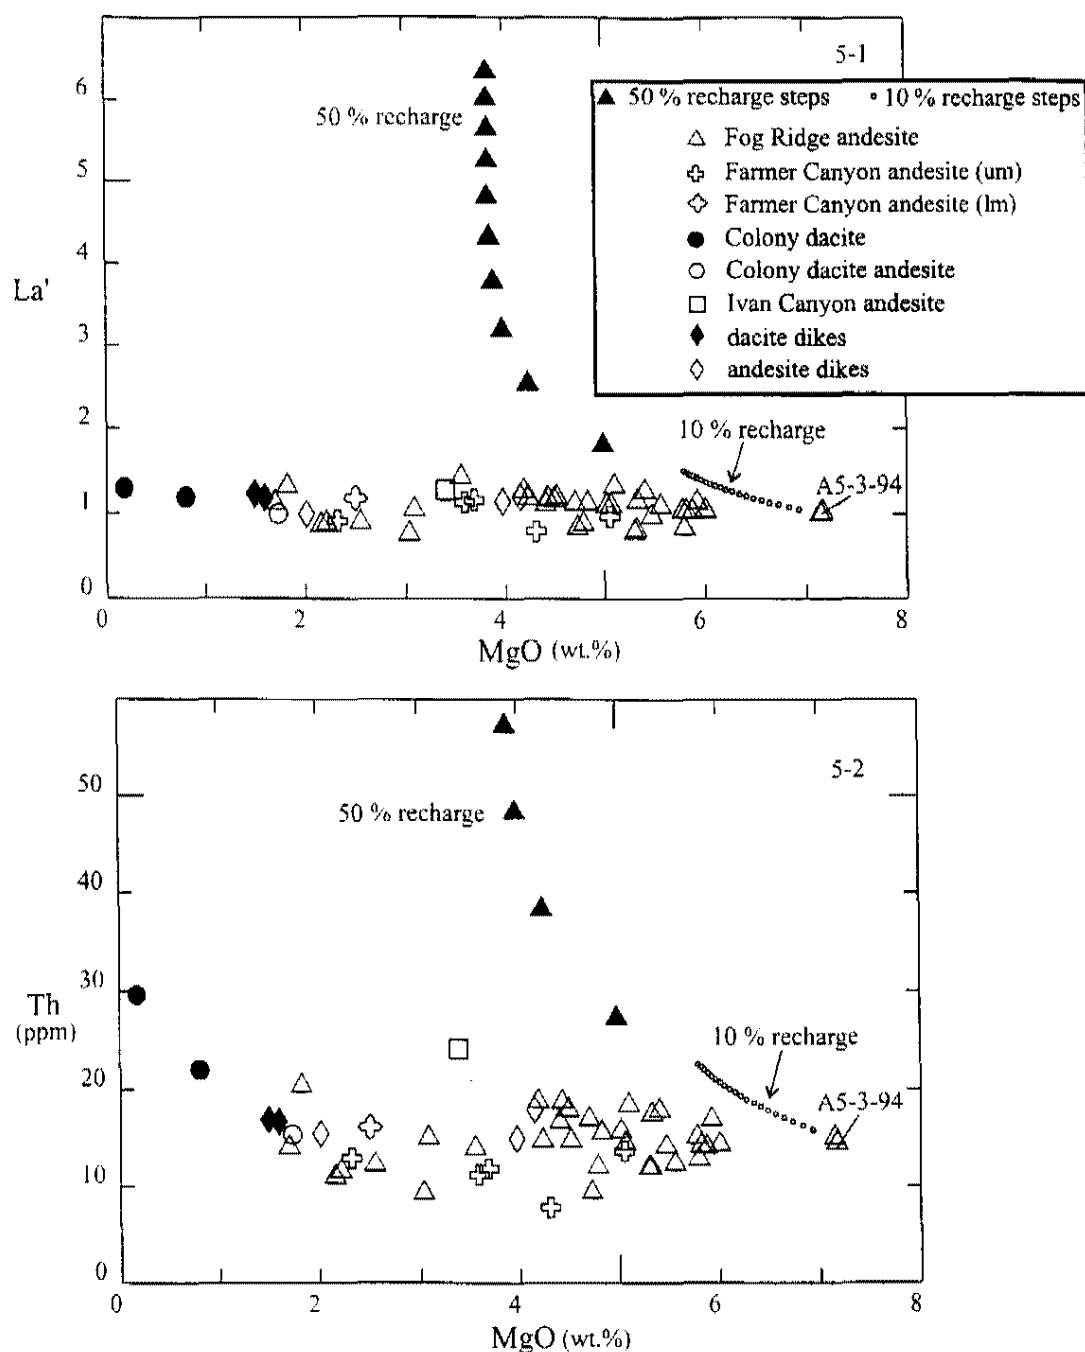 5-1
6
5
4
3
2
1
0
La'
50 % recharge
50 % recharge steps
10 % recharge steps
Fog Ridge andesite
Farmer Canyon andesite (um)
Farmer Canyon andesite (lm)
Colony dacite
Colony dacite andesite
Ivan Canyon andesite
dacite dikes
andesite dikes
10 % recharge
A5-3-94
0 2 4 6 8
MgO (wt.%)
5-2
50
40
30
20
10
0
Th
(ppm)
50 % recharge
10 % recharge
A5-3-94
0 2 4 6 8
MgO (wt.%)